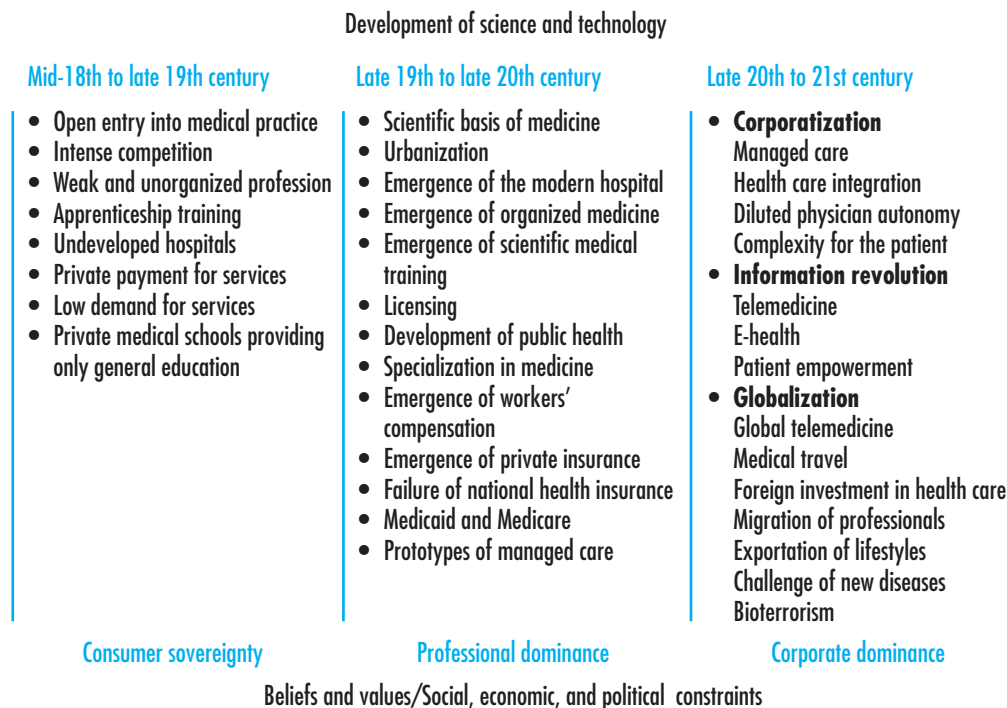 Development of science and technology
Mid-18th to late 19th century
• Open entry into medical practice
• Intense competition
• Weak and unorganized profession
• Apprenticeship training
• Undeveloped hospitals
• Private payment for services
• Low demand for services
• Private medical schools providing
only general education
Consumer sovereignty
Late 19th to late 20th century
• Scientific basis of medicine
• Urbanization
• Emergence of the modern hospital
• Emergence of organized medicine
• Emergence of scientific medical
training
• Licensing
• Development of public health
• Specialization in medicine
• Emergence of workers’
compensation
• Emergence of private insurance
• Failure of national health insurance
• Medicaid and Medicare
• Prototypes of managed care
Professional dominance
Late 20th to 21st century
• Corporatization
Managed care
Health care integration
Diluted physician autonomy
Complexity for the patient
• Information revolution
Telemedicine
E-health
Patient empowerment
• Globalization
Global telemedicine
Medical travel
Foreign investment in health care
Migration of professionals
Exportation of lifestyles
Challenge of new diseases
Bioterrorism
Corporate dominance
Beliefs and values/Social, economic, and political constraints